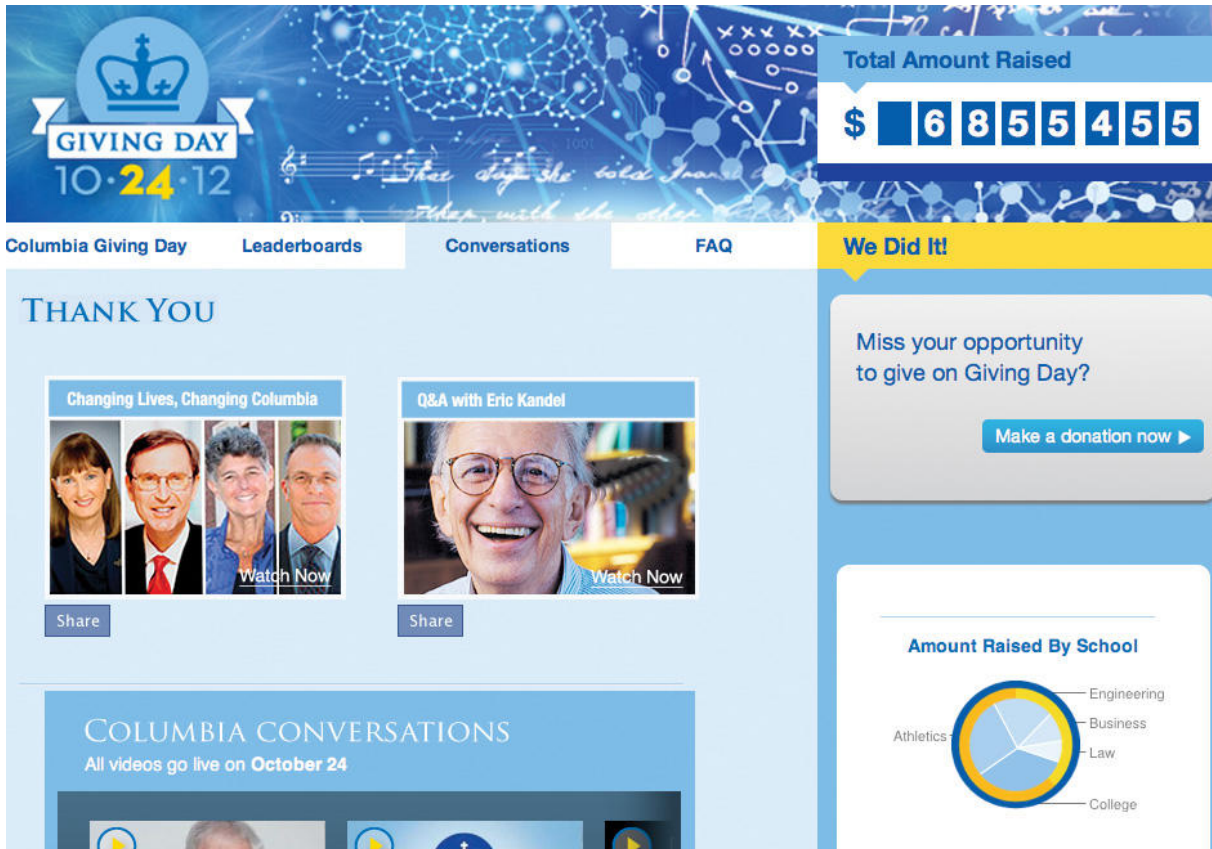 GIVING DAY
10·24·12
Total Amount Raised
$ 6855455
Columbia Giving Day Leaderboards Conversations FAQ
We Did It!
THANK YOU
Changing Lives, Changing Columbia
Watch Now
Share
Q&A with Eric Kandel
Watch Now
Share
Miss your opportunity
to give on Giving Day?
Make a donation now
COLUMBIA CONVERSATIONS
All videos go live on October 24
Amount Raised By School
Engineering
Business
Athletics
Law
College